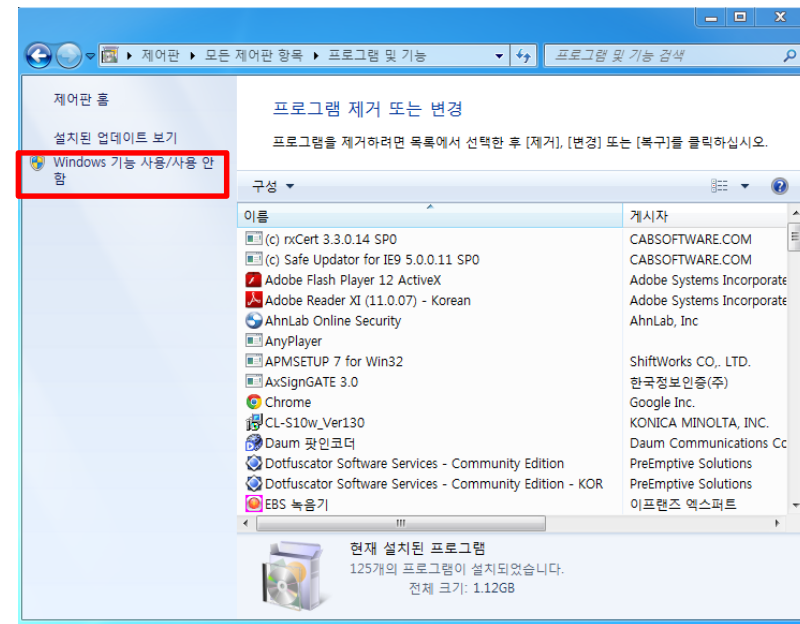 제어판 ▸ 모든 제어판 항목 ▸ 프로그램 및 기능
프로그램 및 기능 검색
제어판 홈
설치된 업데이트 보기
Windows 기능 사용/사용 안
함
프로그램 제거 또는 변경
프로그램을 제거하려면 목록에서 선택한 후 [제거], [변경] 또는 [복구]를 클릭하십시오.
구성
이름 게시자
(c) rxCert 3.3.0.14 SP0 CABSOFTWARE.COM
(c) Safe Updator for IE9 5.0.0.11 SP0 CABSOFTWARE.COM
Adobe Flash Player 12 ActiveX Adobe Systems Incorporate
Adobe Reader XI (11.0.07) - Korean Adobe Systems Incorporate
AhnLab Online Security AhnLab, Inc
AnyPlayer
APMSETUP 7 for Win32 ShiftWorks CO,. LTD.
AxSignGATE 3.0 한국정보인증(주)
Chrome Google Inc.
CL-S10w_Ver130 KONICA MINOLTA, INC.
Daum 팟인코더 Daum Communications Cc
Dotfuscator Software Services - Community Edition PreEmptive Solutions
Dotfuscator Software Services - Community Edition - KOR PreEmptive Solutions
EBS 녹음기 이프랜즈 엑스퍼트
현재 설치된 프로그램
125개의 프로그램이 설치되었습니다.
전체 크기: 1.12GB